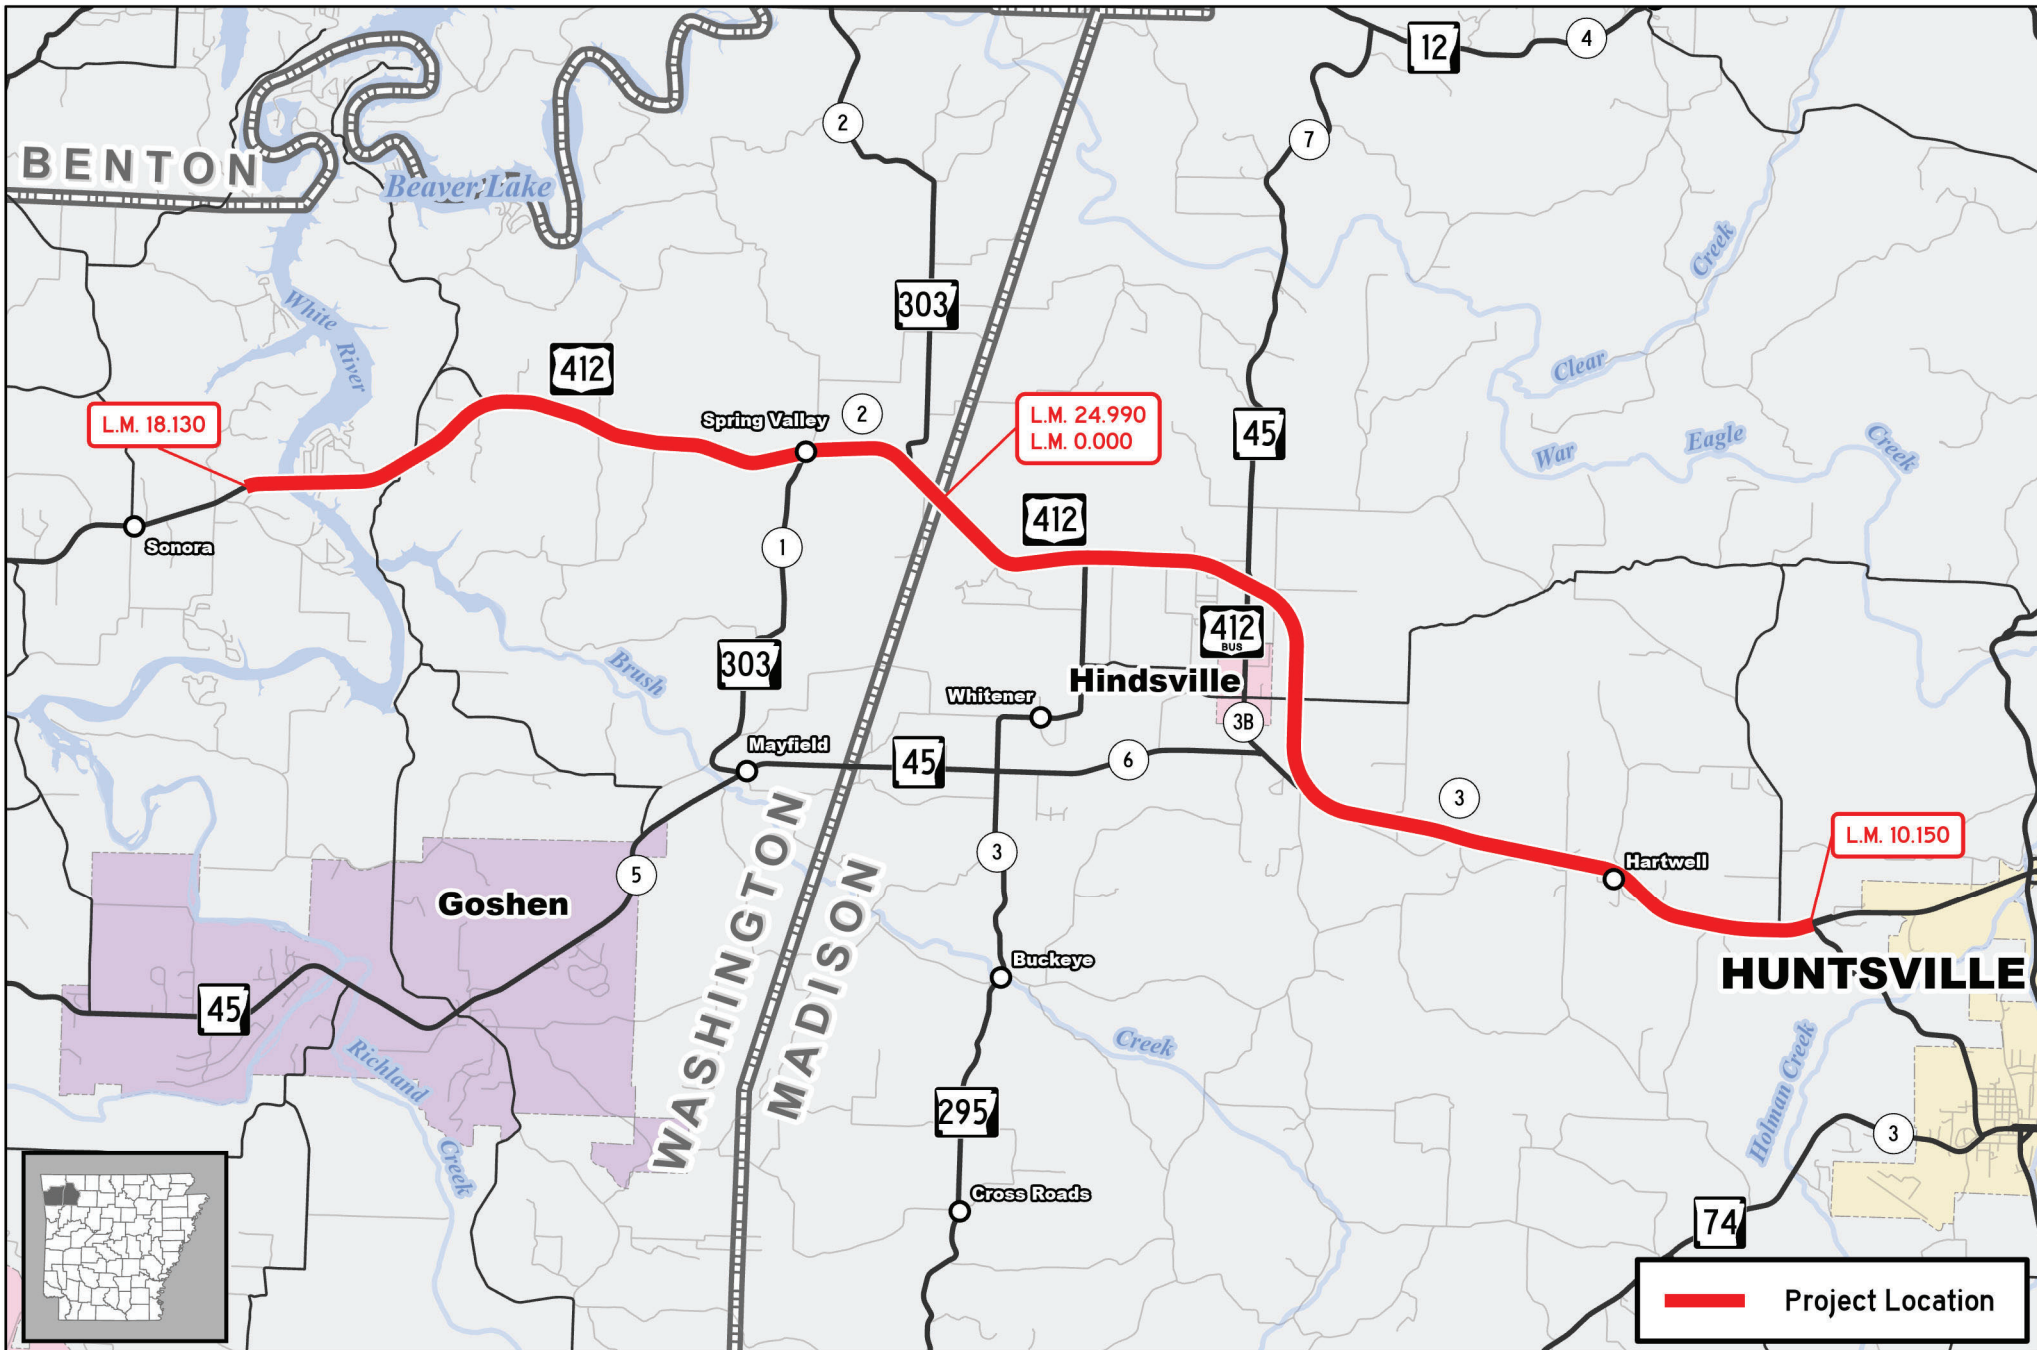 12
4
2
7
BENTON
Beaver Lake
Creek
White
River
303
412
L.M. 18.130
Spring Valley
2
L.M. 24.990
L.M. 0.000
45
Clear
War
Eagle
Creek
412
Sonora
1
412
BUS
Brush
303
Hindsville
Whitener
3B
Mayfield
45
6
3
L.M. 10.150
3
Hartwell
5
Goshen
WASHINGTON
MADISON
Buckeye
HUNTSVILLE
45
Richland
Creek
Creek
Holman Creek
295
3
Cross Roads
74
Project Location